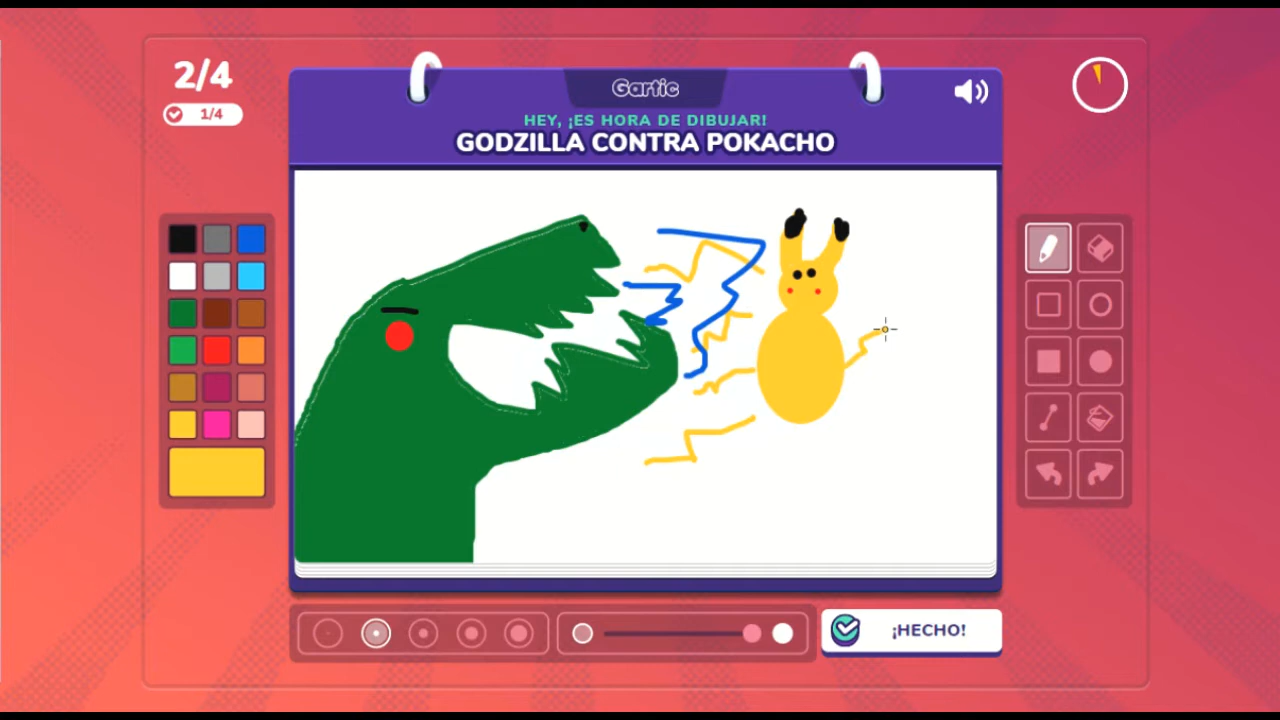 2/4
1/4
Gartic
HEY, ¡ES HORA DE DIBUJAR!
GODZILLA CONTRA POKACHO
¡HECHO!